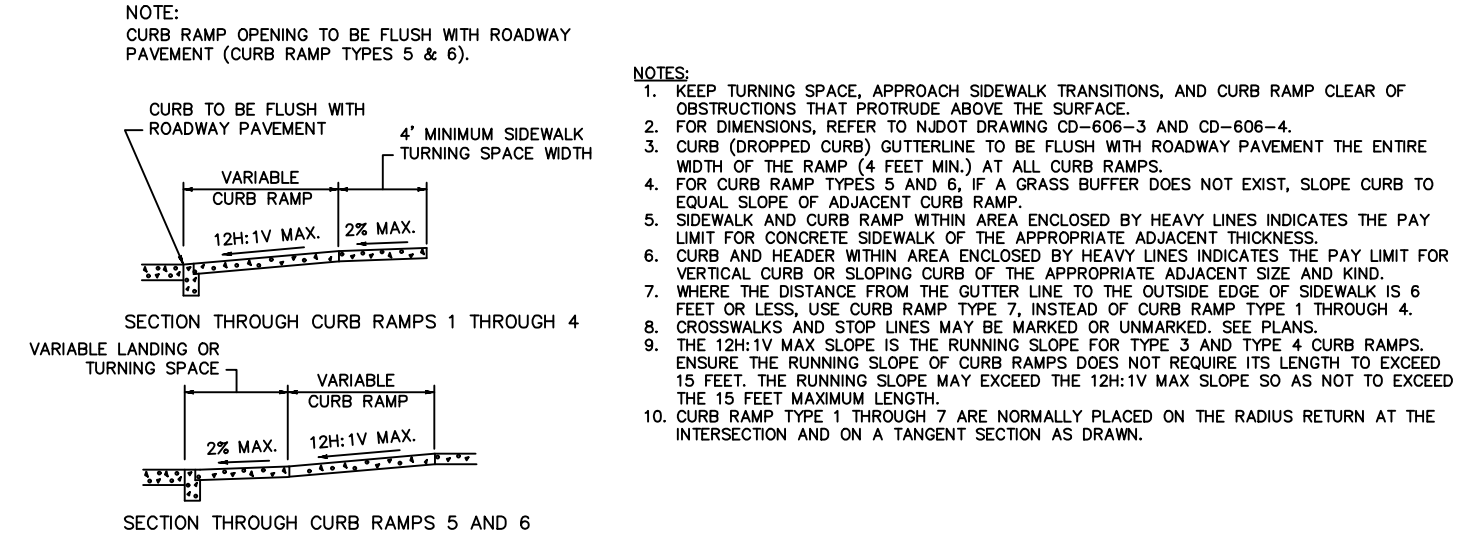 NOTE:
CURB RAMP OPENING TO BE FLUSH WITH ROADWAY
PAVEMENT (CURB RAMP TYPES 5 & 6).
CURB TO BE FLUSH WITH
ROADWAY PAVEMENT
4' MINIMUM SIDEWALK
TURNING SPACE WIDTH
VARIABLE
CURB RAMP
12H:1V MAX.
2% MAX.
SECTION THROUGH CURB RAMPS 1 THROUGH 4
VARIABLE LANDING OR
TURNING SPACE
VARIABLE
CURB RAMP
2% MAX.
12H:1V MAX.
SECTION THROUGH CURB RAMPS 5 AND 6
NOTES:
1. KEEP TURNING SPACE, APPROACH SIDEWALK TRANSITIONS, AND CURB RAMP CLEAR OF
OBSTRUCTIONS THAT PROTRUDE ABOVE THE SURFACE.
2. FOR DIMENSIONS, REFER TO NJDOT DRAWING CD-606-3 AND CD-606-4.
3. CURB (DROPPED CURB) GUTTERLINE TO BE FLUSH WITH ROADWAY PAVEMENT THE ENTIRE
WIDTH OF THE RAMP (4 FEET MIN.) AT ALL CURB RAMPS.
4. FOR CURB RAMP TYPES 5 AND 6, IF A GRASS BUFFER DOES NOT EXIST, SLOPE CURB TO
EQUAL SLOPE OF ADJACENT CURB RAMP.
5. SIDEWALK AND CURB RAMP WITHIN AREA ENCLOSED BY HEAVY LINES INDICATES THE PAY
LIMIT FOR CONCRETE SIDEWALK OF THE APPROPRIATE ADJACENT THICKNESS.
6. CURB AND HEADER WITHIN AREA ENCLOSED BY HEAVY LINES INDICATES THE PAY LIMIT FOR
VERTICAL CURB OR SLOPING CURB OF THE APPROPRIATE ADJACENT SIZE AND KIND.
7. WHERE THE DISTANCE FROM THE GUTTER LINE TO THE OUTSIDE EDGE OF SIDEWALK IS 6
FEET OR LESS, USE CURB RAMP TYPE 7, INSTEAD OF CURB RAMP TYPE 1 THROUGH 4.
8. CROSSWALKS AND STOP LINES MAY BE MARKED OR UNMARKED. SEE PLANS.
9. THE 12H:1V MAX SLOPE IS THE RUNNING SLOPE FOR TYPE 3 AND TYPE 4 CURB RAMPS.
ENSURE THE RUNNING SLOPE OF CURB RAMPS DOES NOT REQUIRE ITS LENGTH TO EXCEED
15 FEET. THE RUNNING SLOPE MAY EXCEED THE 12H:1V MAX SLOPE SO AS NOT TO EXCEED
THE 15 FEET MAXIMUM LENGTH.
10. CURB RAMP TYPE 1 THROUGH 7 ARE NORMALLY PLACED ON THE RADIUS RETURN AT THE
INTERSECTION AND ON A TANGENT SECTION AS DRAWN.